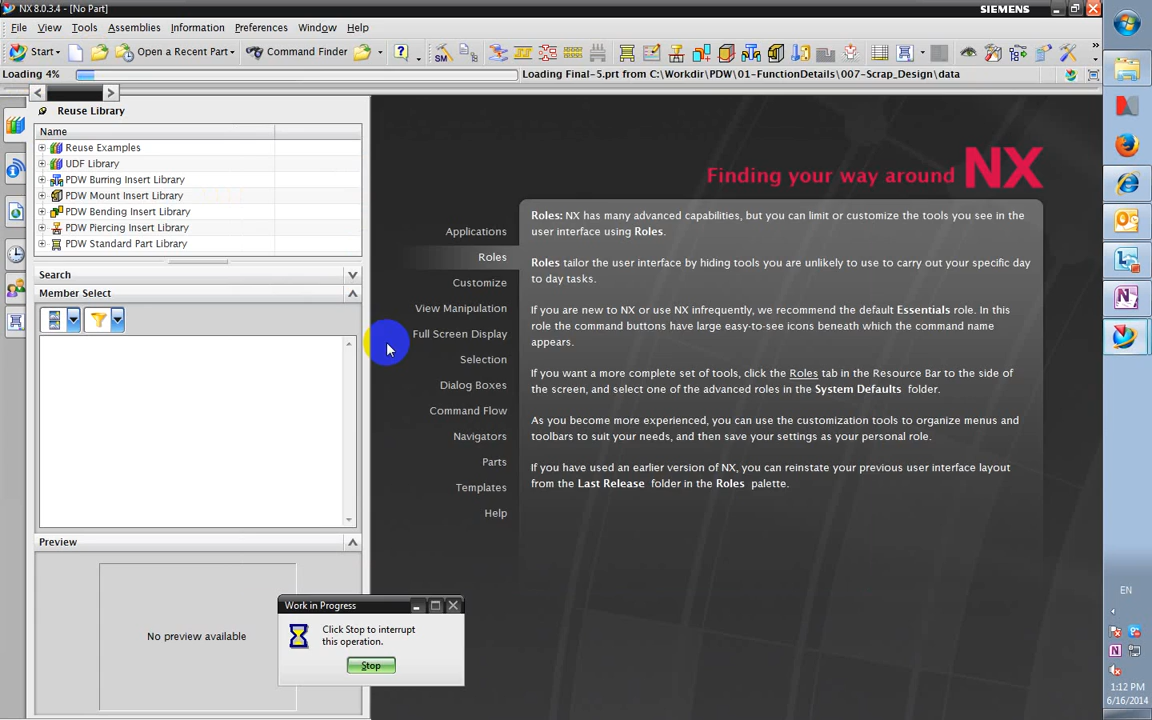 NX 8.0.3.4 - [No Part]
SIEMENS
File View Tools Assemblies Information Preferences Window Help
Start Open a Recent Part Command Finder
Loading 4% Loading Final-5.prt from C:\Workdir\PDW\01-FunctionDetails\007-Scrap_Design\data
Reuse Library
Name
Reuse Examples
UDF Library
PDW Burring Insert Library
PDW Mount Insert Library
PDW Bending Insert Library
PDW Piercing Insert Library
PDW Standard Part Library
Search
Member Select
Preview
No preview available
Finding your way around NX
Applications
Roles
Customize
View Manipulation
Full Screen Display
Selection
Dialog Boxes
Command Flow
Navigators
Parts
Templates
Help
Roles: NX has many advanced capabilities, but you can limit or customize the tools you see in the
user interface using Roles.
Roles tailor the user interface by hiding tools you are unlikely to use to carry out your specific day
to day tasks.
If you are new to NX or use NX infrequently, we recommend the default Essentials role. In this
role the command buttons have large easy-to-see icons beneath which the command name
appears.
If you want a more complete set of tools, click the Roles tab in the Resource Bar to the side of
the screen, and select one of the advanced roles in the System Defaults folder.
As you become more experienced, you can use the customization tools to organize menus and
toolbars to suit your needs, and then save your settings as your personal role.
If you have used an earlier version of NX, you can reinstate your previous user interface layout
from the Last Release folder in the Roles palette.
Work in Progress
Click Stop to interrupt
this operation.
Stop
EN
1:12 PM
6/16/2014